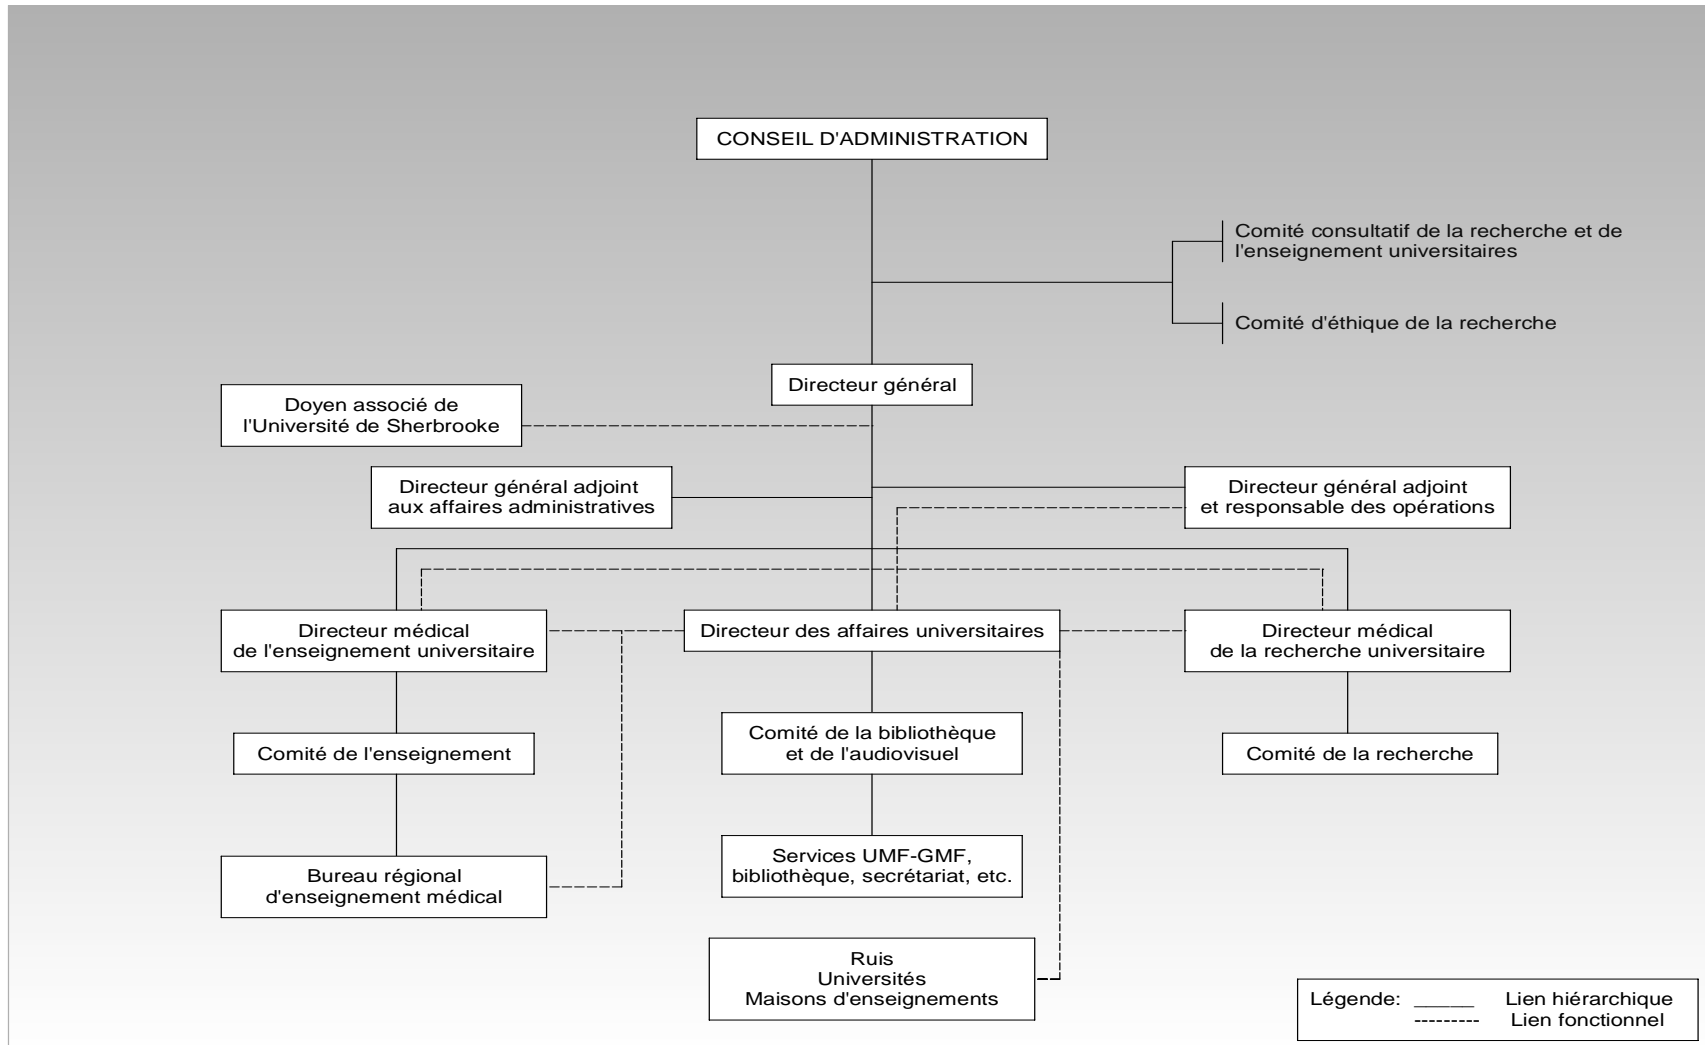 CONSEIL D'ADMINISTRATION
Comité consultatif de la recherche et de
l'enseignement universitaires
Comité d'éthique de la recherche
Directeur général
Doyen associé de
l'Université de Sherbrooke
Directeur général adjoint
aux affaires administratives
Directeur général adjoint
et responsable des opérations
Directeur médical
de l'enseignement universitaire
Directeur des affaires universitaires
Directeur médical
de la recherche universitaire
Comité de l'enseignement
Comité de la bibliothèque
et de l'audiovisuel
Comité de la recherche
Bureau régional
d'enseignement médical
Services UMF-GMF,
bibliothèque, secrétariat, etc.
Ruis
Universités
Maisons d'enseignements
Légende: _____ Lien hiérarchique
--------- Lien fonctionnel